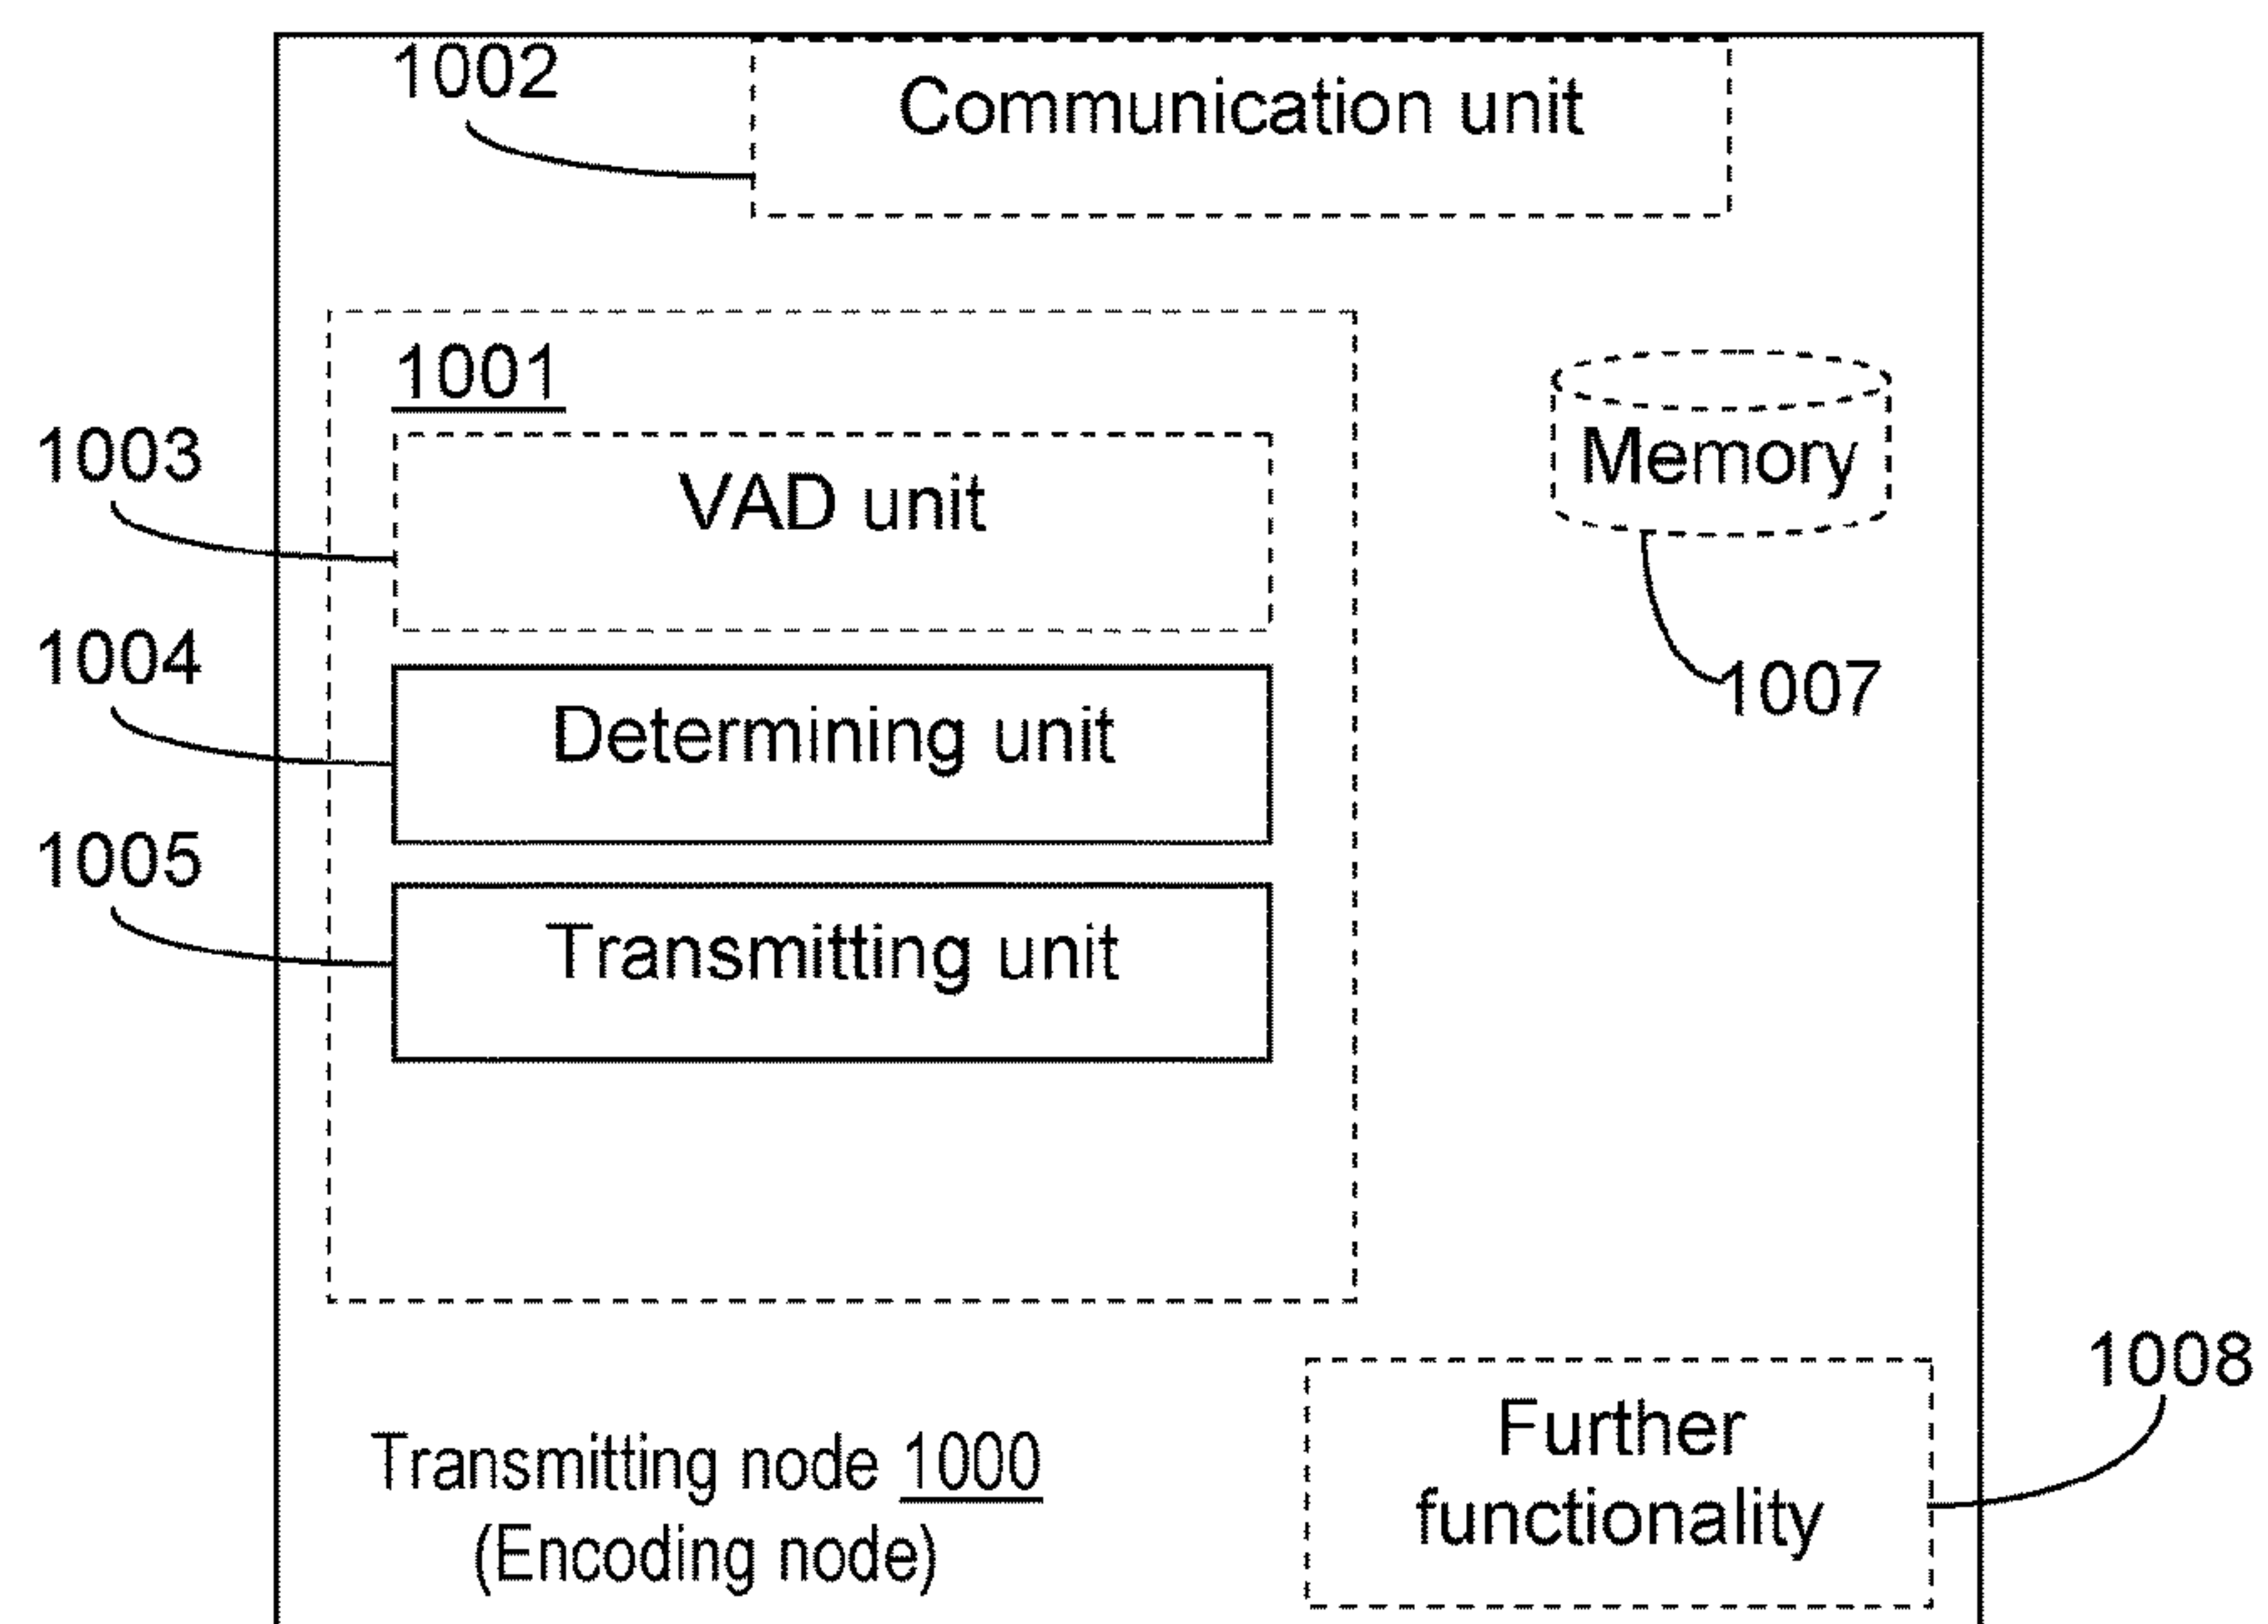 1002
Communication unit
1001
1003
VAD unit
Memory
1004
Determining unit
1007
1005
Transmitting unit
1008
Further
functionality
Transmitting node 1000
(Encoding node)